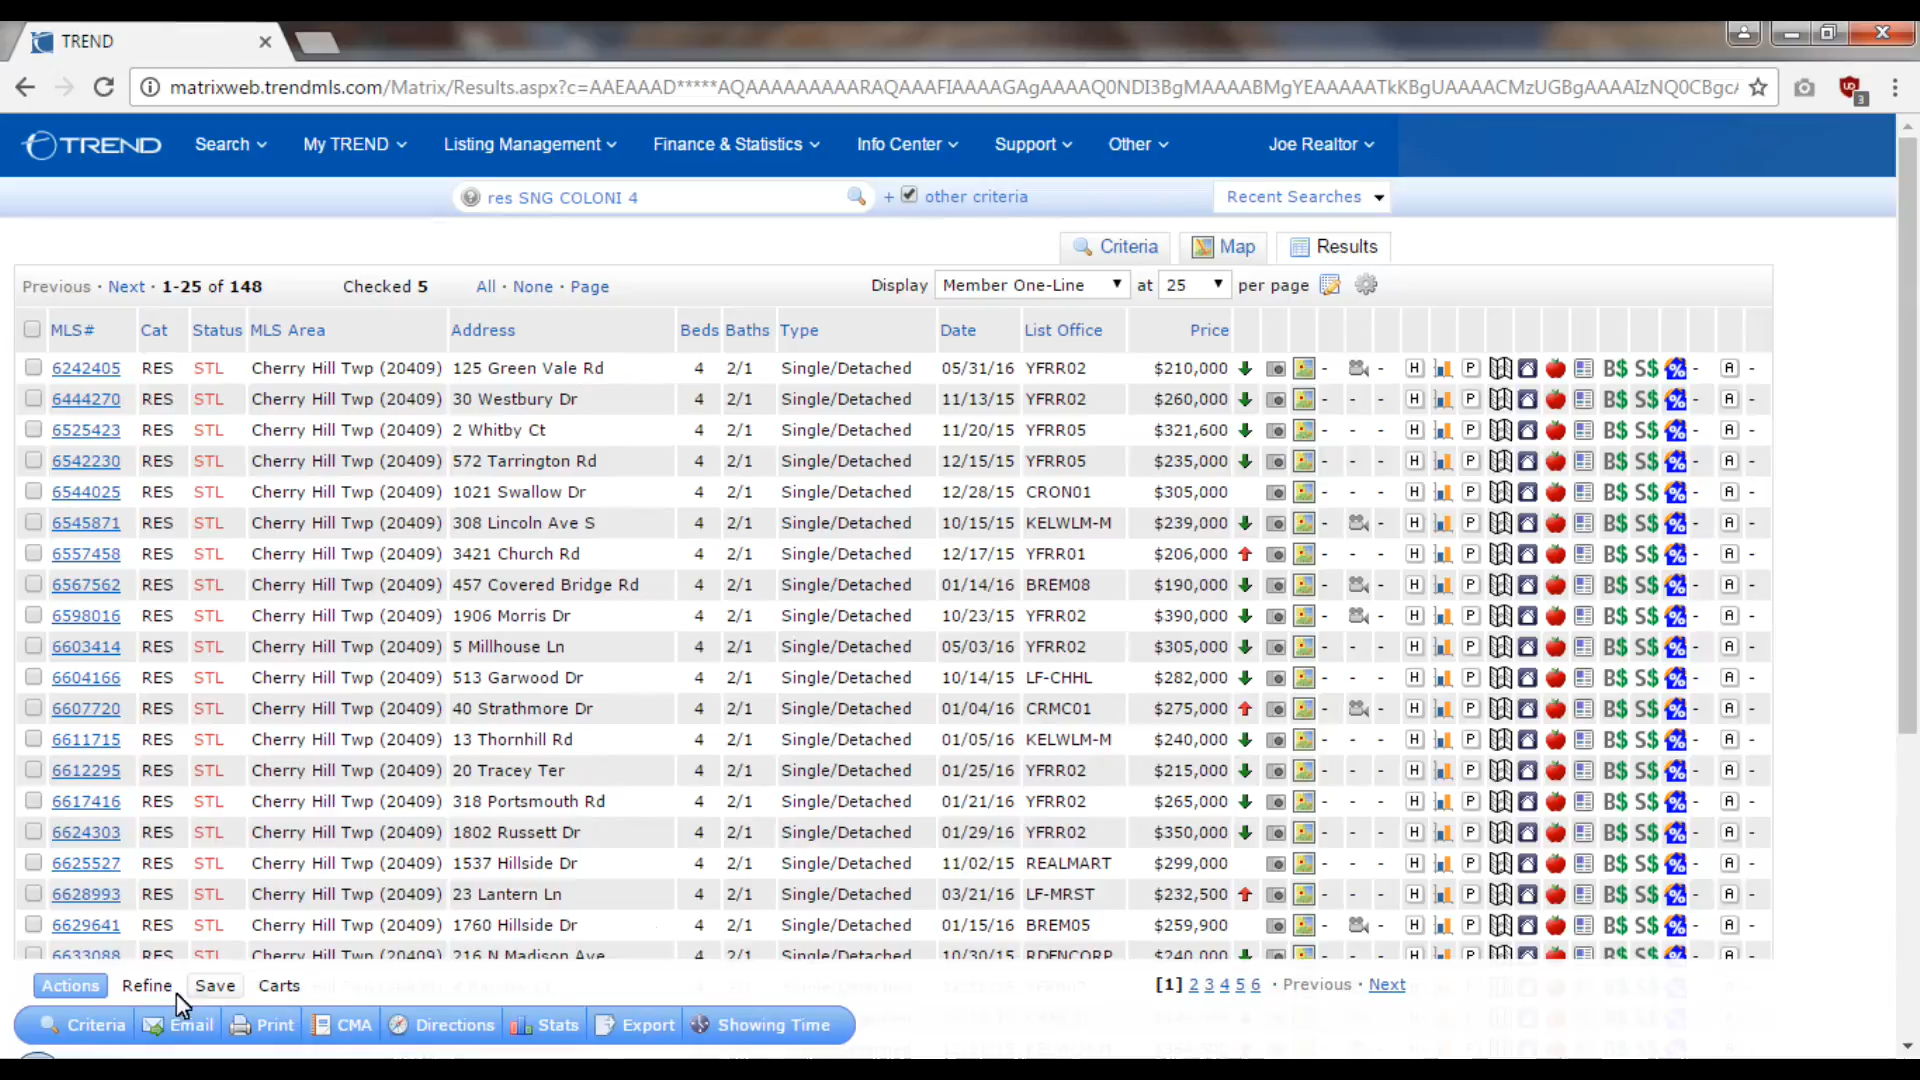 TREND
matrixweb.trendmls.com/Matrix/Results.aspx?c=AAEAAAD*****AQAAAAAAAAARAQAAAFIAAAAGAgAAAAQ0NDI3BgMAAAABMgYEAAAAATkKBgUAAAACMzUGBgAAAAIzNQ0CBgcA
3
TREND Search My TREND Listing Management Finance & Statistics Info Center Support Other Joe Realtor
res SNG COLONI 4 + other criteria Recent Searches
Criteria Map Results
Previous · Next · 1-25 of 148 Checked 5 All · None · Page Display Member One-Line at 25 per page
MLS# Cat Status MLS Area Address Beds Baths Type Date List Office Price
6242405 RES STL Cherry Hill Twp (20409) 125 Green Vale Rd 4 2/1 Single/Detached 05/31/16 YFRR02 $210,000 - - H P B$ S$ % - A -
6444270 RES STL Cherry Hill Twp (20409) 30 Westbury Dr 4 2/1 Single/Detached 11/13/15 YFRR02 $260,000 - - - H P B$ S$ % - A -
6525423 RES STL Cherry Hill Twp (20409) 2 Whitby Ct 4 2/1 Single/Detached 11/20/15 YFRR05 $321,600 - - - H P B$ S$ % - A -
6542230 RES STL Cherry Hill Twp (20409) 572 Tarrington Rd 4 2/1 Single/Detached 12/15/15 YFRR05 $235,000 - - - H P B$ S$ % - A -
6544025 RES STL Cherry Hill Twp (20409) 1021 Swallow Dr 4 2/1 Single/Detached 12/28/15 CRON01 $305,000 - - - H P B$ S$ % - A -
6545871 RES STL Cherry Hill Twp (20409) 308 Lincoln Ave S 4 2/1 Single/Detached 10/15/15 KELWLM-M $239,000 - - H P B$ S$ % - A -
6557458 RES STL Cherry Hill Twp (20409) 3421 Church Rd 4 2/1 Single/Detached 12/17/15 YFRR01 $206,000 - - - H P B$ S$ % - A -
6567562 RES STL Cherry Hill Twp (20409) 457 Covered Bridge Rd 4 2/1 Single/Detached 01/14/16 BREM08 $190,000 - - H P B$ S$ % - A -
6598016 RES STL Cherry Hill Twp (20409) 1906 Morris Dr 4 2/1 Single/Detached 10/23/15 YFRR02 $390,000 - - H P B$ S$ % - A -
6603414 RES STL Cherry Hill Twp (20409) 5 Millhouse Ln 4 2/1 Single/Detached 05/03/16 YFRR02 $305,000 - - - H P B$ S$ % - A -
6604166 RES STL Cherry Hill Twp (20409) 513 Garwood Dr 4 2/1 Single/Detached 10/14/15 LF-CHHL $282,000 - - - H P B$ S$ % - A -
6607720 RES STL Cherry Hill Twp (20409) 40 Strathmore Dr 4 2/1 Single/Detached 01/04/16 CRMC01 $275,000 - - H P B$ S$ % - A -
6611715 RES STL Cherry Hill Twp (20409) 13 Thornhill Rd 4 2/1 Single/Detached 01/05/16 KELWLM-M $240,000 - - - H P B$ S$ % - A -
6612295 RES STL Cherry Hill Twp (20409) 20 Tracey Ter 4 2/1 Single/Detached 01/25/16 YFRR02 $215,000 - - - H P B$ S$ % - A -
6617416 RES STL Cherry Hill Twp (20409) 318 Portsmouth Rd 4 2/1 Single/Detached 01/21/16 YFRR02 $265,000 - - - H P B$ S$ % - A -
6624303 RES STL Cherry Hill Twp (20409) 1802 Russett Dr 4 2/1 Single/Detached 01/29/16 YFRR02 $350,000 - - - H P B$ S$ % - A -
6625527 RES STL Cherry Hill Twp (20409) 1537 Hillside Dr 4 2/1 Single/Detached 11/02/15 REALMART $299,000 - - - H P B$ S$ % - A -
6628993 RES STL Cherry Hill Twp (20409) 23 Lantern Ln 4 2/1 Single/Detached 03/21/16 LF-MRST $232,500 - - - H P B$ S$ % - A -
6629641 RES STL Cherry Hill Twp (20409) 1760 Hillside Dr 4 2/1 Single/Detached 01/15/16 BREM05 $259,900 - - H P B$ S$ % - A -
6633088 RES STL Cherry Hill Twp (20409) 216 N Madison Ave 4 2/1 Single/Detached 10/30/15 RDENCORP $240,000 - - - H P B$ S$ % - A -
Actions Refine Save Carts [1] 2 3 4 5 6 · Previous · Next
Criteria Email Print CMA Directions Stats Export Showing Time